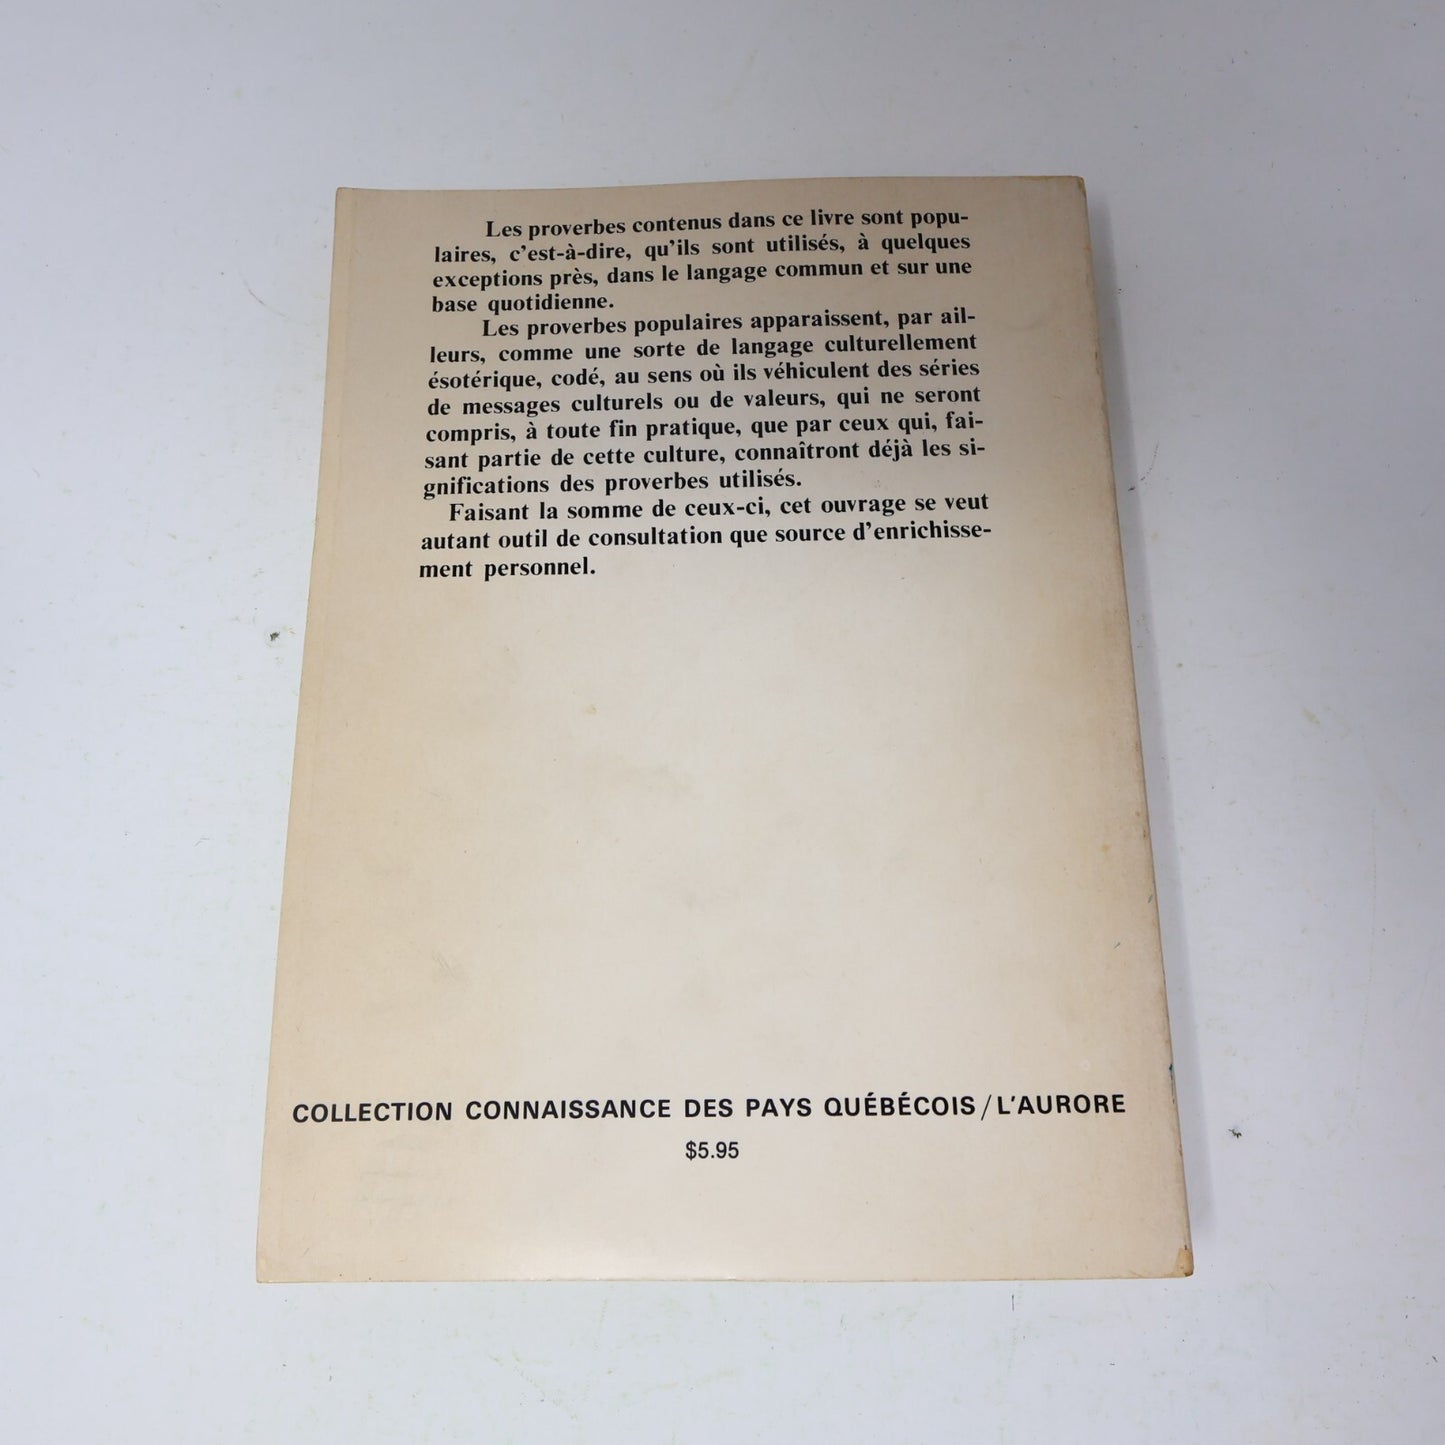 Les proverbes contenus dans ce livre sont popu-
laires, c'est-à-dire, qu'ils sont utilisés, à quelques
exceptions près, dans le langage commun et sur une
base quotidienne.
Les proverbes populaires apparaissent, par ail-
leurs, comme une sorte de langage culturellement
ésotérique, codé, au sens où ils véhiculent des séries
de messages culturels ou de valeurs, qui ne seront
compris, à toute fin pratique, que par ceux qui, fai-
sant partie de cette culture, connaîtront déjà les si-
gnifications des proverbes utilisés.
Faisant la somme de ceux-ci, cet ouvrage se veut
autant outil de consultation que source d'enrichisse-
ment personnel.
COLLECTION CONNAISSANCE DES PAYS QUÉBÉCOIS/L'AURORE
$5.95